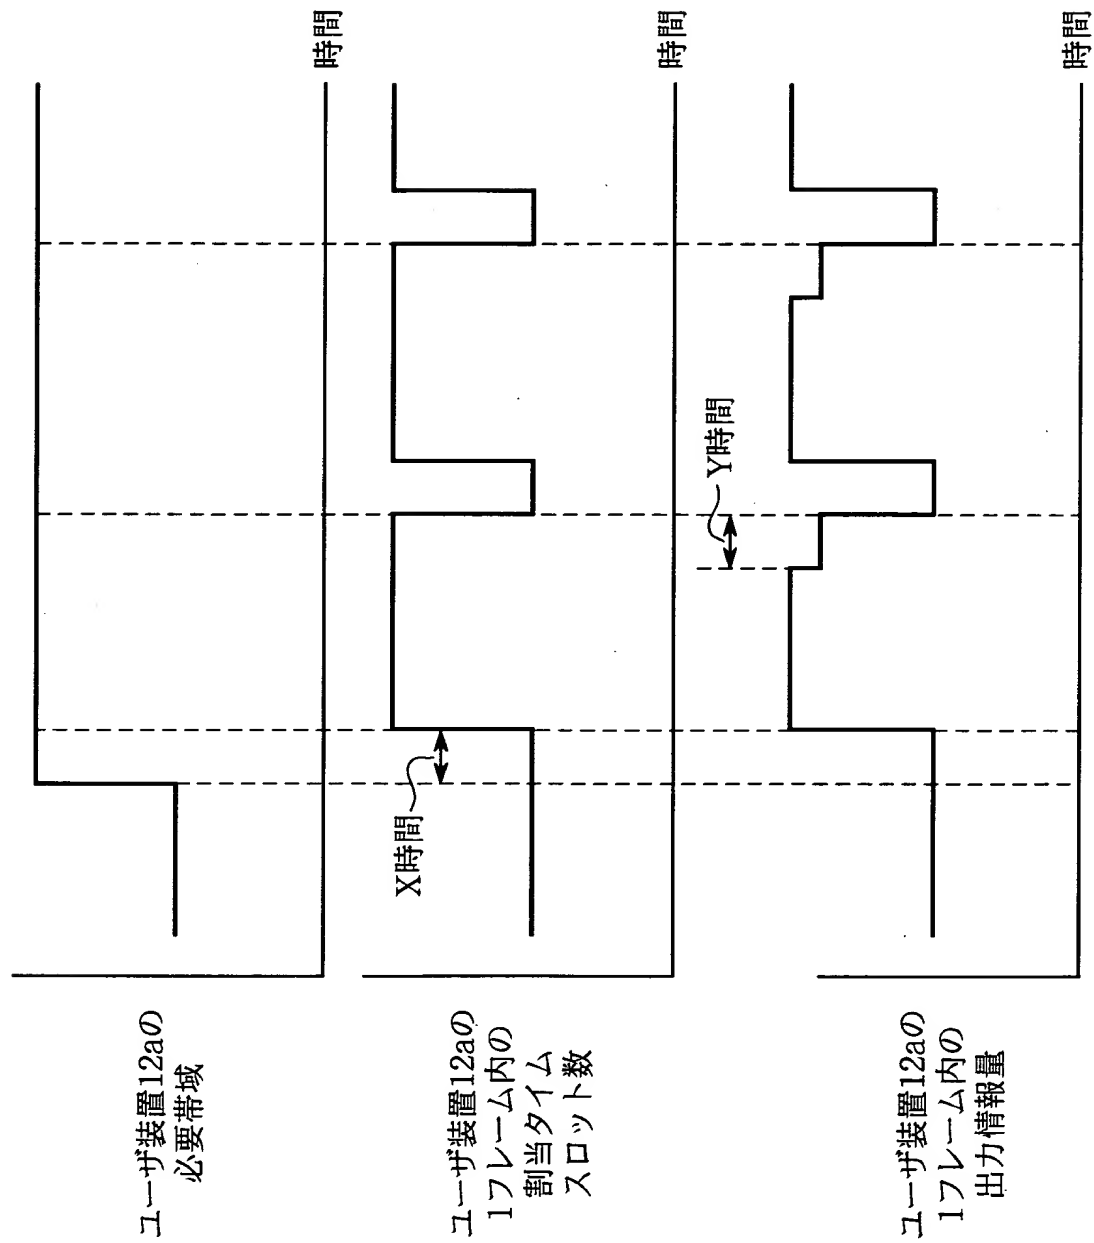 ユーザ装置12aの
必要帯域
時間
ユーザ装置12aの
1フレーム内の
割当タイム
スロット数
X時間
時間
ユーザ装置12aの
1フレーム内の
出力情報量
Y時間
時間